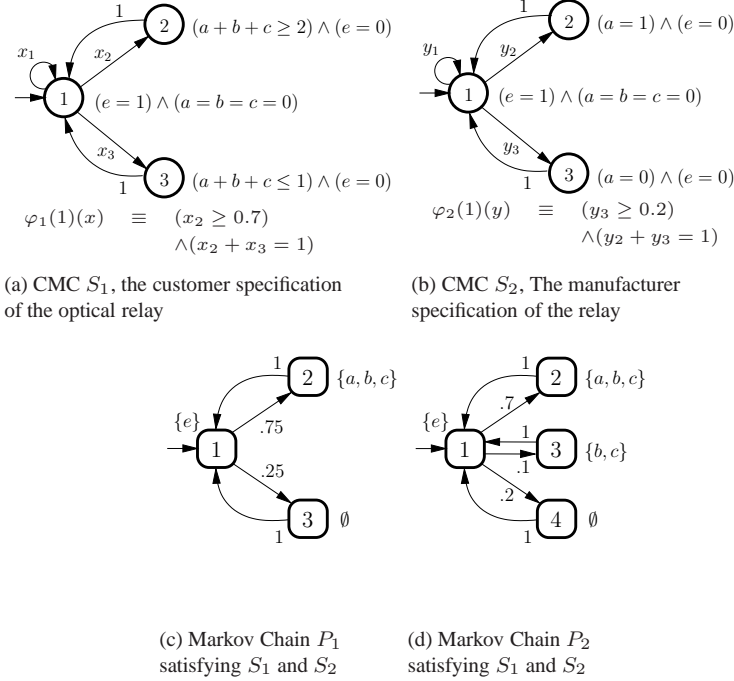 1
2
(a + b + c ≥ 2) ∧ (e = 0)
x₁
x₂
1
(e = 1) ∧ (a = b = c = 0)
x₃
1
3
(a + b + c ≤ 1) ∧ (e = 0)
φ₁(1)(x) ≡ (x₂ ≥ 0.7)
∧(x₂ + x₃ = 1)
(a) CMC S₁, the customer specification
of the optical relay
1
2
(a = 1) ∧ (e = 0)
y₁
y₂
1
(e = 1) ∧ (a = b = c = 0)
y₃
1
3
(a = 0) ∧ (e = 0)
φ₂(1)(y) ≡ (y₃ ≥ 0.2)
∧(y₂ + y₃ = 1)
(b) CMC S₂, The manufacturer
specification of the relay
1
2
{a, b, c}
{e}
.75
1
.25
3
∅
1
(c) Markov Chain P₁
satisfying S₁ and S₂
1
2
{a, b, c}
{e}
.7
1
1
3
{b, c}
.1
.2
4
∅
1
(d) Markov Chain P₂
satisfying S₁ and S₂